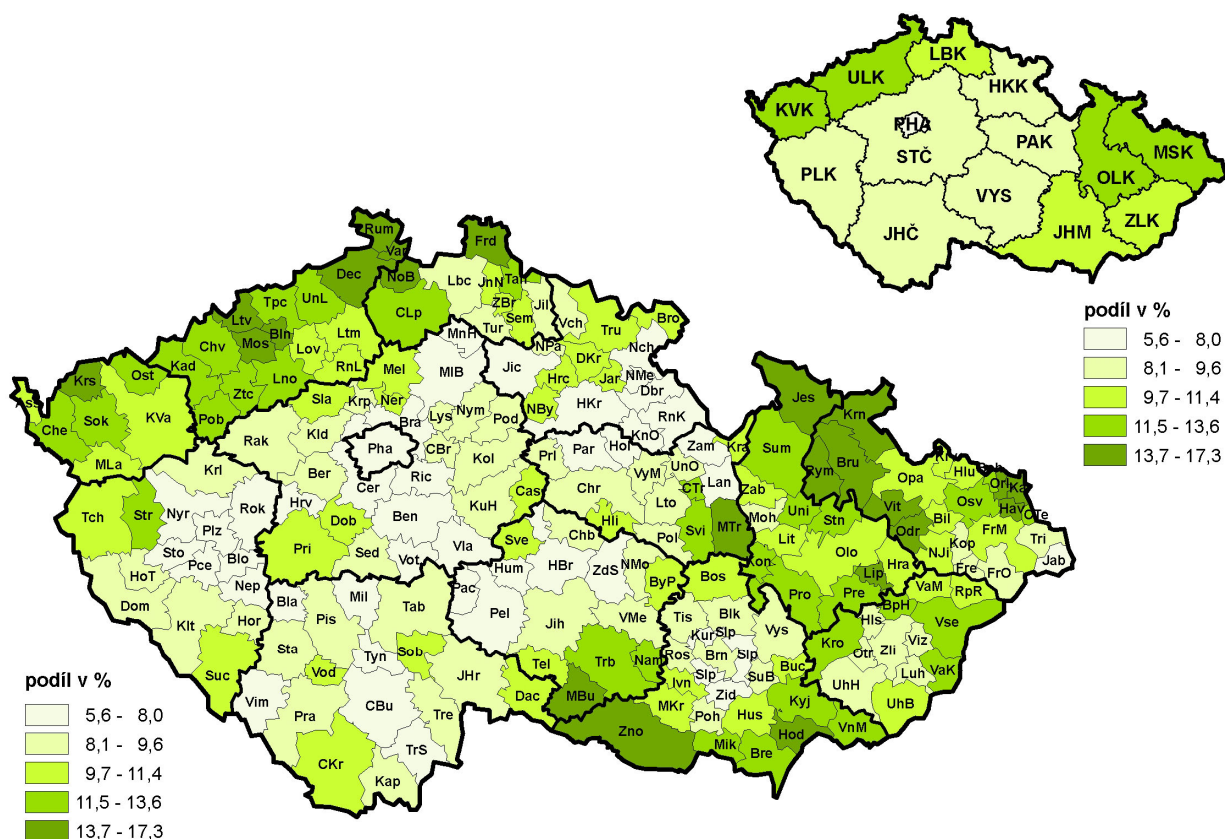 LBK
ULK
HKK
KVK
PHA
PAK
MSK
STČ
OLK
PLK
VYS
ZLK
JHČ
JHM
podíl v %
5,6 - 8,0
8,1 - 9,6
9,7 - 11,4
11,5 - 13,6
13,7 - 17,3
Rum
Var
Frd
Dec
NoB
Lbc
JnN
Tan
Tpc
UnL
CLp
ZBr
Jil
Ltv
Sem
Vch
Tru
Bro
Bln
Ltm
MnH
Tur
Chv
Mos
Lov
NPa
Nch
Kad
RnL
Mel
MlB
Jic
DKr
Krs
Ost
Lno
Hrc
Jar
NMe
Ztc
Sla
Krp
Ner
Dbr
Sok
KVa
Pob
Bra
Lys
Nym
Pod
NBy
HKr
RnK
Che
Kld
Jes
Krn
Rak
Pha
CBr
KnO
MLa
Krl
Ber
Ric
Kol
Prl
Par
Hol
Zam
Kra
Sum
Rym
Bru
Opa
Hlu
Tch
Str
Nyr
Rok
Hrv
Cer
Cas
Chr
VyM
UnO
Lan
Zab
Vit
Osv
Orl
Hav
Plz
Dob
Ben
KuH
Lto
CTr
Moh
Uni
Stn
Odr
Bil
FrM
CTe
Pri
Sed
Vot
Vla
Sve
Chb
Hli
Pol
Svi
MTr
Lit
Olo
NJi
Kop
Tri
Sto
Pce
Blo
Nep
Hum
HBr
ZdS
NMo
Kon
Hra
Fre
FrO
Jab
HoT
Bla
Mil
Tab
Pac
Pel
ByP
Bos
Pro
Lip
Pre
VaM
RpR
Dom
Hor
Pis
Jih
VMe
Tis
Blk
BpH
Hls
Vse
Klt
Sta
Tyn
Sob
Kur
Slp
Vys
Kro
Viz
Suc
Vod
JHr
Tel
Trb
Nam
Ros
Brn
Slp
Otr
Zli
VaK
Vim
Pra
CBu
Tre
Dac
MBu
Ivn
Slp
SuB
Buc
UhH
Luh
UhB
CKr
TrS
Zno
MKr
Zid
Poh
Hus
Kyj
Kap
Mik
Bre
Hod
VnM
podíl v %
5,6 - 8,0
8,1 - 9,6
9,7 - 11,4
11,5 - 13,6
13,7 - 17,3